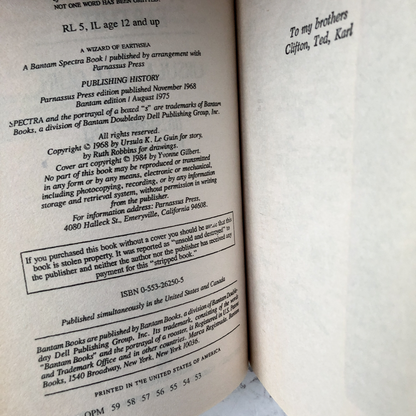 NOT ONE WORD HAS BEEN
RL 5, IL age 12 and up
A WIZARD OF EARTHSEA
A Bantam Spectra Book / published by arrangement with
Parnassus Press
PUBLISHING HISTORY
Parnassus Press edition published November 1968
Bantam edition / August 1975
SPECTRA and the portrayal of a boxed "s" are trademarks of Bantam
Books, a division of Bantam Doubleday Dell Publishing Group, Inc.
All rights reserved.
Copyright © 1968 by Ursula K. Le Guin for story,
by Ruth Robbins for drawings.
Cover art copyright © 1984 by Yvonne Gilbert.
No part of this book may be reproduced or transmitted
in any form or by any means, electronic or mechanical,
including photocopying, recording, or by any information
storage and retrieval system, without permission in writing
from the publisher.
For information address: Parnassus Press,
4080 Halleck St., Emeryville, California 94608.
If you purchased this book without a cover you should be aware that this
book is stolen property. It was reported as "unsold and destroyed" to
the publisher and neither the author nor the publisher has received any
payment for this "stripped book."
ISBN 0-553-26250-5
Published simultaneously in the United States and Canada
Bantam Books are published by Bantam Books, a division of Bantam Double-
day Dell Publishing Group, Inc. Its trademark, consisting of the words
"Bantam Books" and the portrayal of a rooster, is Registered in U.S. Patent
and Trademark Office and in other countries. Marca Registrada. Bantam
Books, 1540 Broadway, New York, New York 10036.
PRINTED IN THE UNITED STATES OF AMERICA
OPM 59 58 57 56 55 54 53
To my brothers
Clifton, Ted, Karl